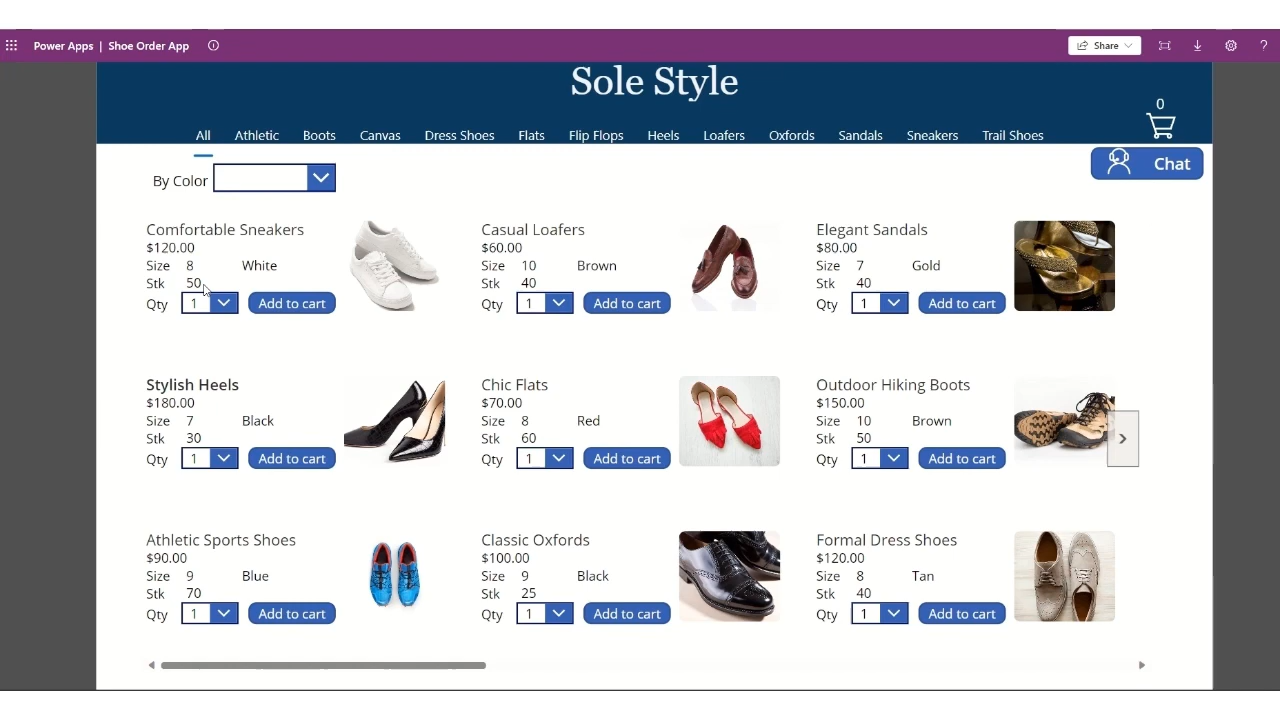 Power Apps | Shoe Order App
Share
Sole Style
0
All Athletic Boots Canvas Dress Shoes Flats Flip Flops Heels Loafers Oxfords Sandals Sneakers Trail Shoes
Chat
By Color
Comfortable Sneakers
$120.00
Size 8 White
Stk 50
Qty 1 Add to cart
Casual Loafers
$60.00
Size 10 Brown
Stk 40
Qty 1 Add to cart
Elegant Sandals
$80.00
Size 7 Gold
Stk 40
Qty 1 Add to cart
Stylish Heels
$180.00
Size 7 Black
Stk 30
Qty 1 Add to cart
Chic Flats
$70.00
Size 8 Red
Stk 60
Qty 1 Add to cart
Outdoor Hiking Boots
$150.00
Size 10 Brown
Stk 50
Qty 1 Add to cart
Athletic Sports Shoes
$90.00
Size 9 Blue
Stk 70
Qty 1 Add to cart
Classic Oxfords
$100.00
Size 9 Black
Stk 25
Qty 1 Add to cart
Formal Dress Shoes
$120.00
Size 8 Tan
Stk 40
Qty 1 Add to cart